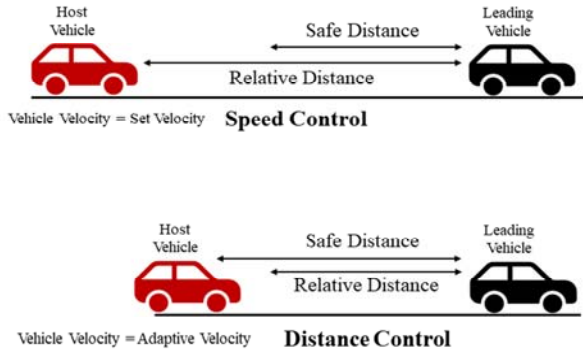 Host
Vehicle
Leading
Vehicle
Safe Distance
Relative Distance
Vehicle Velocity = Set Velocity
Speed Control
Host
Vehicle
Leading
Vehicle
Safe Distance
Relative Distance
Vehicle Velocity = Adaptive Velocity
Distance Control